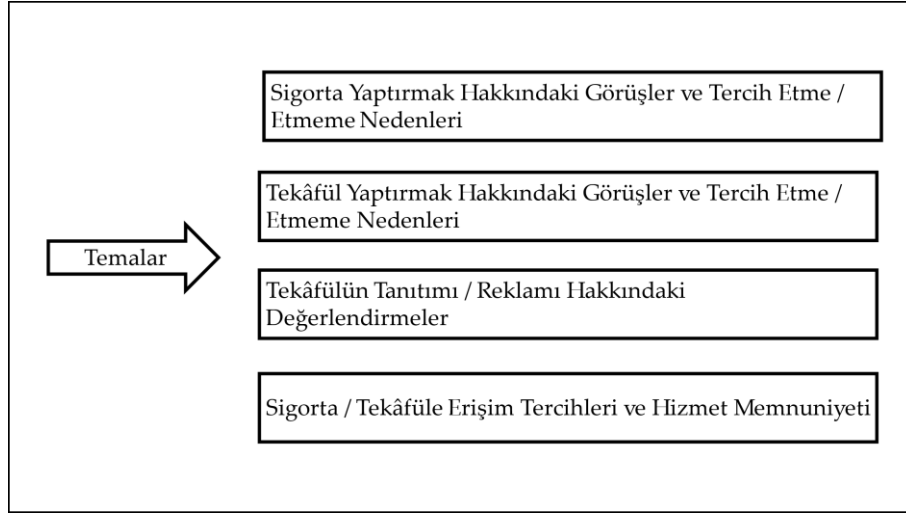 Sigorta Yaptırmak Hakkındaki Görüşler ve Tercih Etme /
Etmeme Nedenleri
Tekâfül Yaptırmak Hakkındaki Görüşler ve Tercih Etme /
Etmeme Nedenleri
Temalar
Tekâfülün Tanıtımı / Reklamı Hakkındaki
Değerlendirmeler
Sigorta / Tekâfüle Erişim Tercihleri ve Hizmet Memnuniyeti